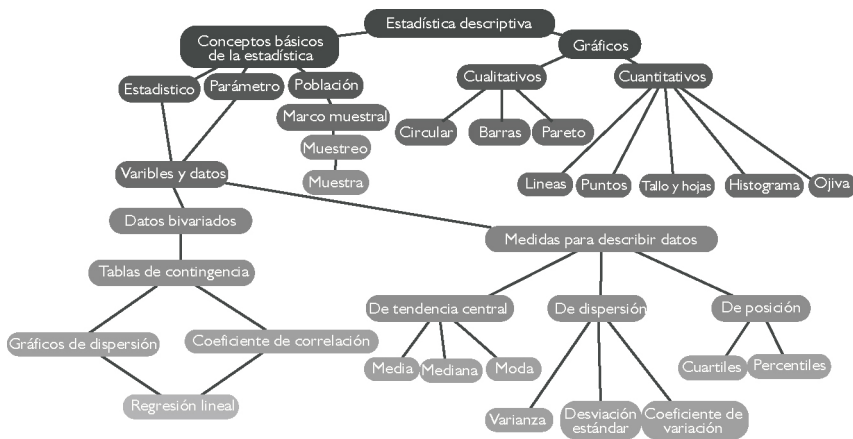 Estadística descriptiva
Conceptos básicos
de la estadística
Gráficos
Estadistico
Parámetro
Población
Cualitativos
Cuantitativos
Marco muestral
Circular
Barras
Pareto
Muestreo
Muestra
Varibles y datos
Lineas
Puntos
Tallo y hojas
Histograma
Ojiva
Datos bivariados
Medidas para describir datos
Tablas de contingencia
De tendencia central
De dispersión
De posición
Gráficos de dispersión
Coeficiente de correlación
Media
Mediana
Moda
Cuartiles
Percentiles
Regresión lineal
Varianza
Desviación
estándar
Coeficiente de
variación